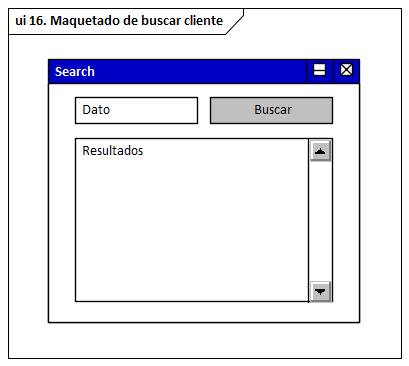 ui 16. Maquetado de buscar cliente
Search
Dato
Buscar
Resultados